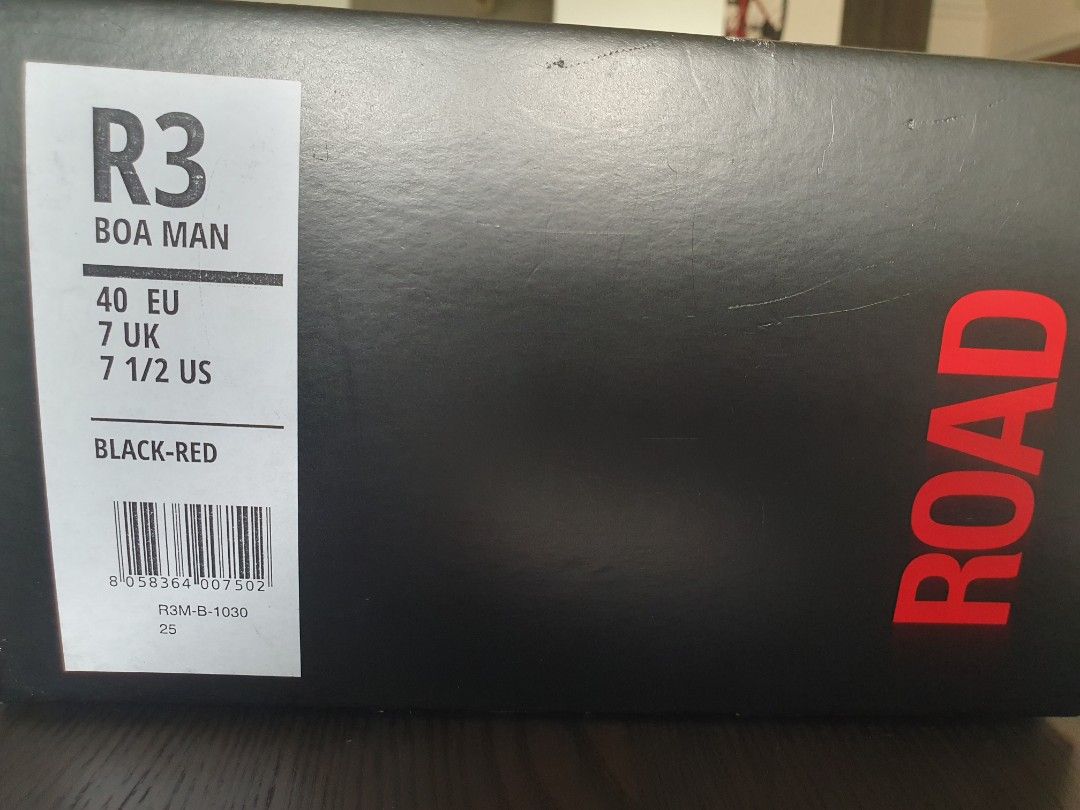 R3
BOA MAN
40 EU
7 UK
7 1/2 US
BLACK-RED
8 058364 007502
R3M-B-1030
25
ROAD